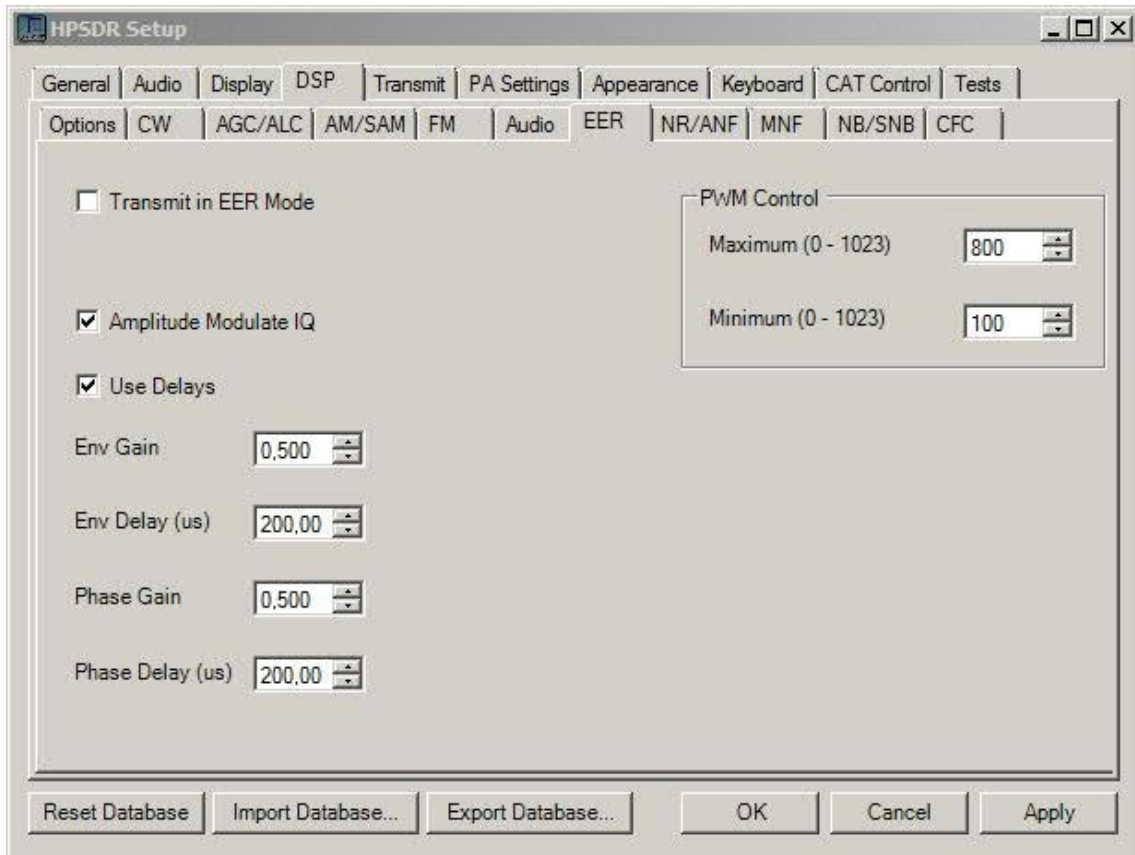 HPSDR Setup
General Audio Display DSP Transmit PA Settings Appearance Keyboard CAT Control Tests
Options CW AGC/ALC AM/SAM FM Audio EER NR/ANF MNF NB/SNB CFC
Transmit in EER Mode
PWM Control
Maximum (0 - 1023) 800
Amplitude Modulate IQ
Minimum (0 - 1023) 100
Use Delays
Env Gain 0,500
Env Delay (us) 200,00
Phase Gain 0,500
Phase Delay (us) 200,00
Reset Database Import Database... Export Database... OK Cancel Apply